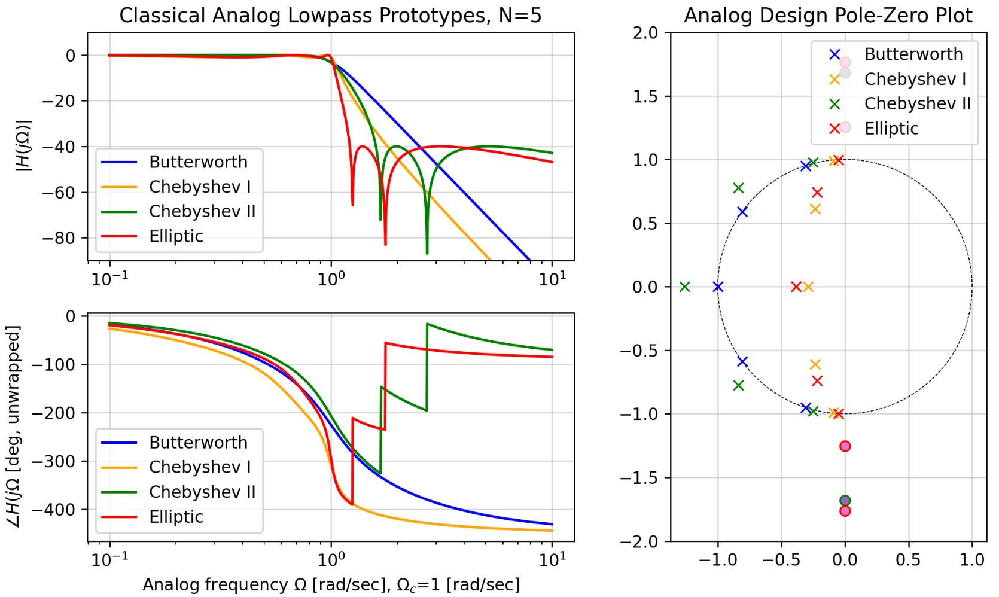 Classical Analog Lowpass Prototypes, N=5
|H(jΩ)|
0
−20
−40
−60
−80
Butterworth
Chebyshev I
Chebyshev II
Elliptic
10⁻¹
10⁰
10¹
∠H(jΩ [deg, unwrapped]
0
−100
−200
−300
−400
Butterworth
Chebyshev I
Chebyshev II
Elliptic
10⁻¹
10⁰
10¹
Analog frequency Ω [rad/sec], Ω_c=1 [rad/sec]
Analog Design Pole-Zero Plot
2.0
1.5
1.0
0.5
0.0
−0.5
−1.0
−1.5
−2.0
Butterworth
Chebyshev I
Chebyshev II
Elliptic
−1.0
−0.5
0.0
0.5
1.0